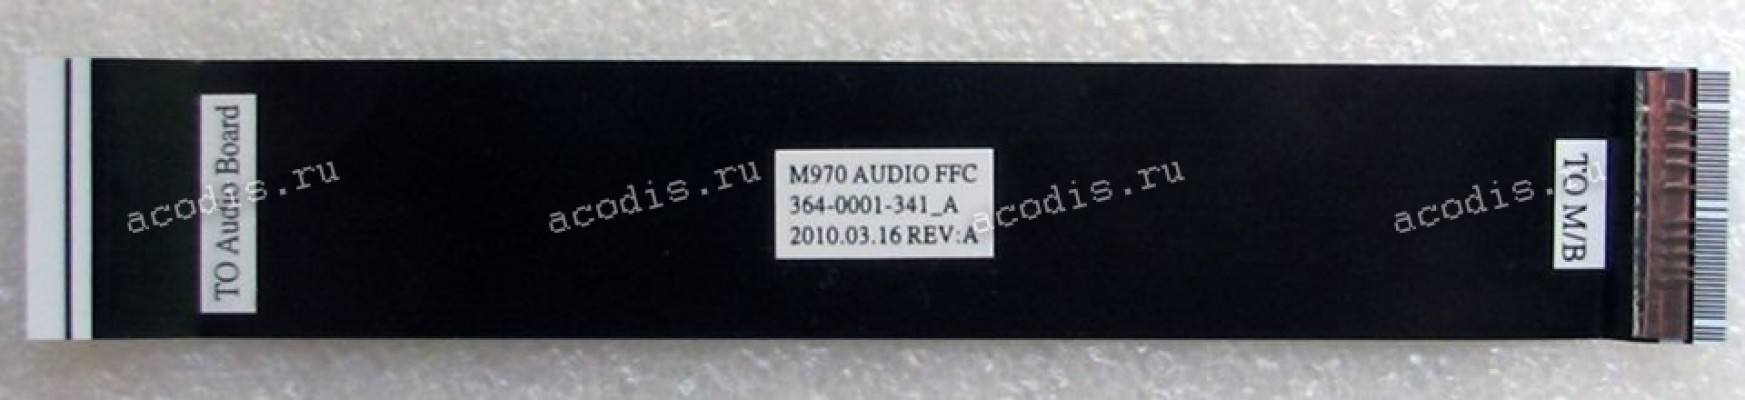 TO Audio Board
M970 AUDIO FFC
364-0001-341_A
2010.03.16 REV:A
TO M/B
acodis.ru
acodis.ru
acodis.ru
acodis.ru